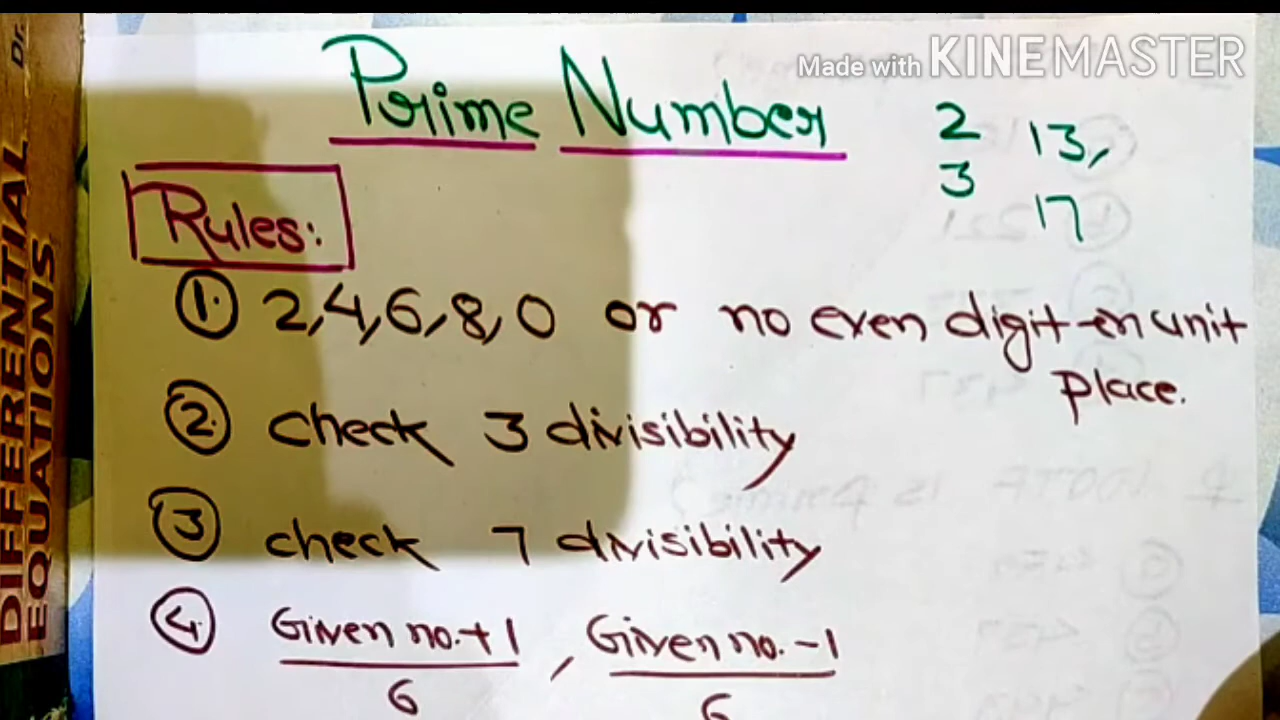 Made with KINEMASTER
Prime Number
2 13,
3 17
Rules:
1. 2,4,6,8,0 or no even digit en unit place.
2. check 3 divisibility
3 check 7 divisibility
4. Given no.+1 / 6 , Given no.-1 / 6
DIFFERENTIAL
EQUATIONS
Dr.